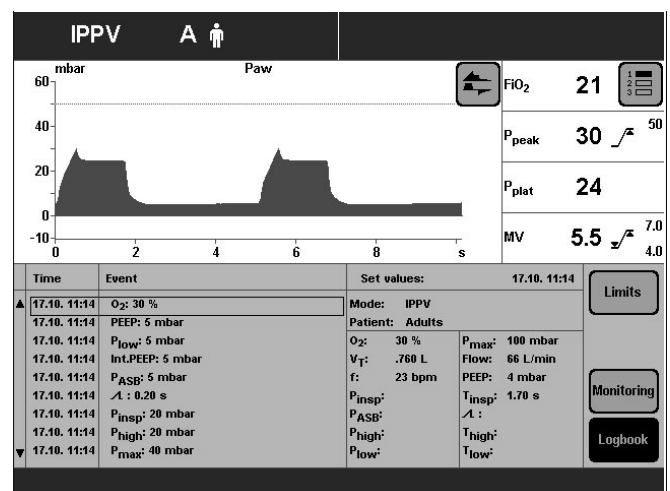 IPPV A
mbar Paw
60
40
20
0
-10
0 2 4 6 8 s
FiO2 21
1
2
3
Ppeak 30 50
Pplat 24
MV 5.5 7.0
4.0
Time Event Set values: 17.10. 11:14
17.10. 11:14 O2: 30 %
17.10. 11:14 PEEP: 5 mbar
17.10. 11:14 Plow: 5 mbar
17.10. 11:14 Int.PEEP: 5 mbar
17.10. 11:14 PASB: 5 mbar
17.10. 11:14 : 0.20 s
17.10. 11:14 Pinsp: 20 mbar
17.10. 11:14 Phigh: 20 mbar
17.10. 11:14 Pmax: 40 mbar
Mode: IPPV
Patient: Adults
O2: 30 % Pmax: 100 mbar
VT: .760 L Flow: 66 L/min
f: 23 bpm PEEP: 4 mbar
Pinsp: Tinsp: 1.70 s
PASB: :
Phigh: Thigh:
Plow: Tlow:
Limits
Monitoring
Logbook